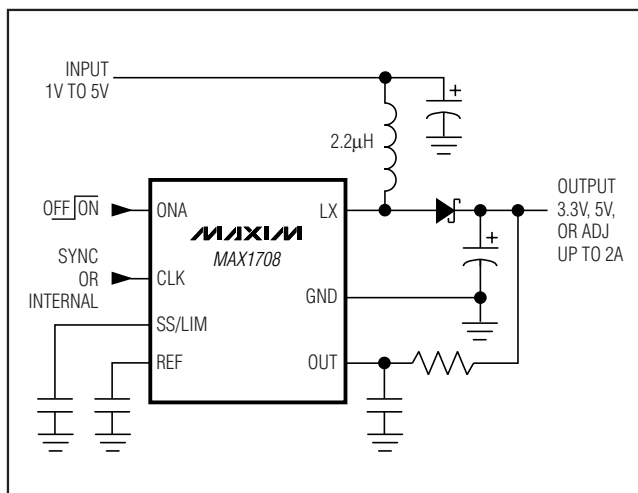 INPUT
1V TO 5V
+
2.2μH
OFF ON
ONA
LX
MAXIM
MAX1708
OUTPUT
3.3V, 5V,
OR ADJ
UP TO 2A
+
SYNC
OR
INTERNAL
CLK
GND
SS/LIM
REF
OUT